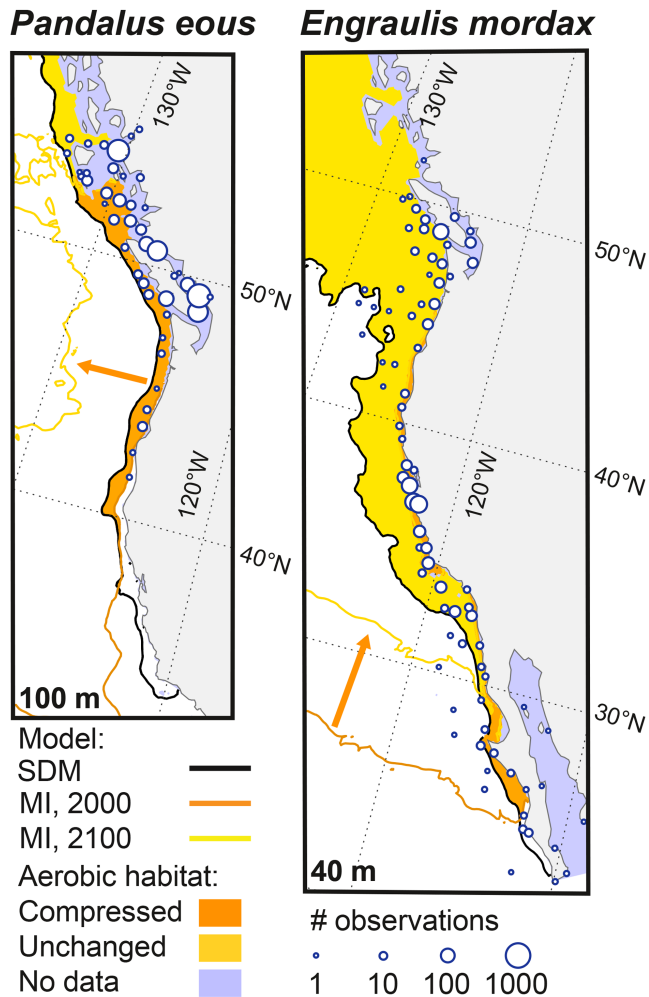 Pandalus eous
Engraulis mordax
130°W
130°W
50°N
50°N
120°W
120°W
40°N
40°N
30°N
100 m
40 m
Model:
SDM
MI, 2000
MI, 2100
Aerobic habitat:
Compressed
Unchanged
No data
# observations
1 10 100 1000